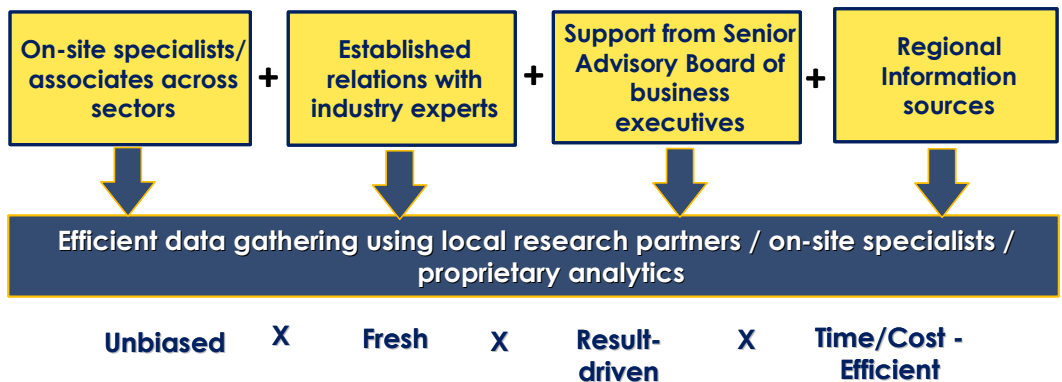 On-site specialists/
associates across
sectors
+
Established
relations with
industry experts
+
Support from Senior
Advisory Board of
business
executives
+
Regional
Information
sources
Efficient data gathering using local research partners / on-site specialists /
proprietary analytics
Unbiased
X
Fresh
X
Result-
driven
X
Time/Cost -
Efficient